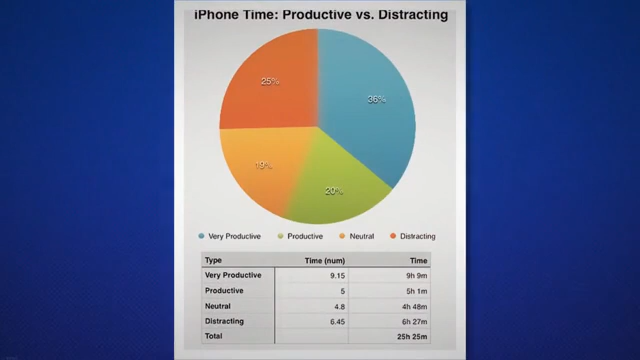 iPhone Time: Productive vs. Distracting
25%
36%
19%
20%
Very Productive Productive Neutral Distracting
Type Time (num) Time
Very Productive 9.15 9h 9m
Productive 5 5h 1m
Neutral 4.8 4h 48m
Distracting 6.45 6h 27m
Total 25h 25m